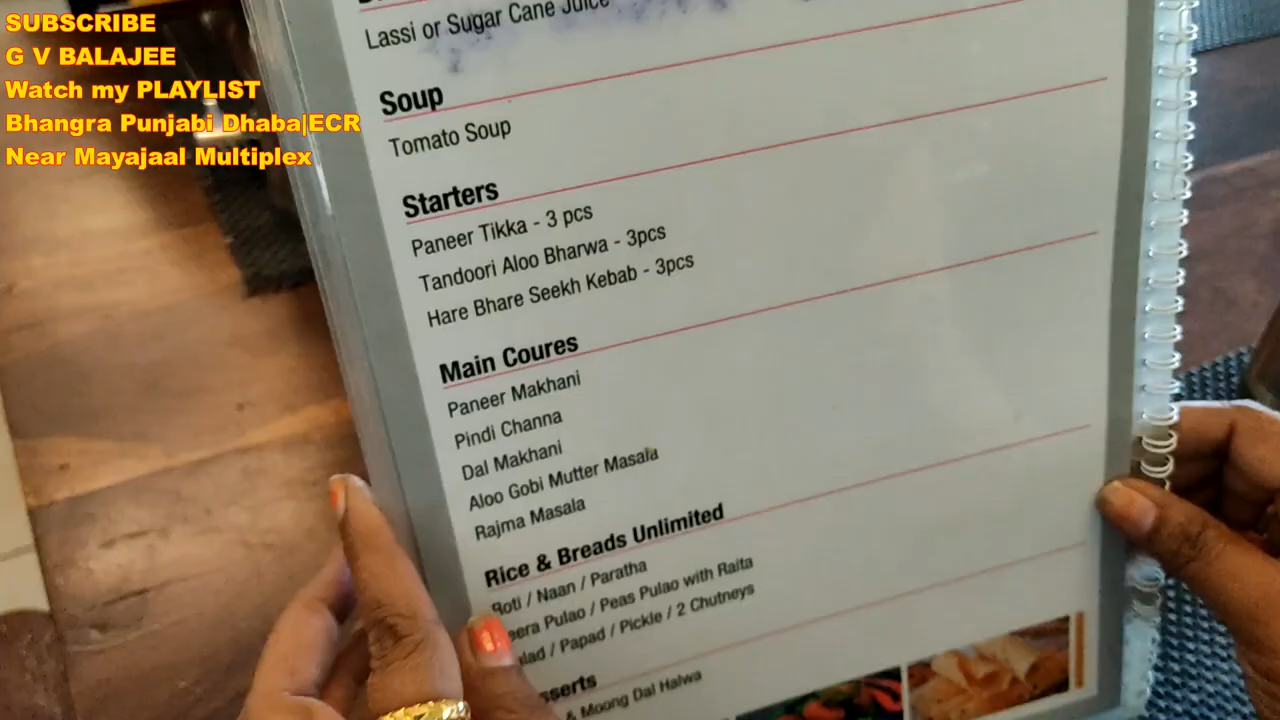 SUBSCRIBE
G V BALAJEE
Watch my PLAYLIST
Bhangra Punjabi Dhaba|ECR
Near Mayajaal Multiplex
Lassi or Sugar Cane Juice
Soup
Tomato Soup
Starters
Paneer Tikka - 3 pcs
Tandoori Aloo Bharwa - 3pcs
Hare Bhare Seekh Kebab - 3pcs
Main Coures
Paneer Makhani
Pindi Channa
Dal Makhani
Aloo Gobi Mutter Masala
Rajma Masala
Rice & Breads Unlimited
Roti / Naan / Paratha
Pulao / Peas Pulao with Raita
/ Papad / Pickle / 2 Chutneys
& Moong Dal Halwa